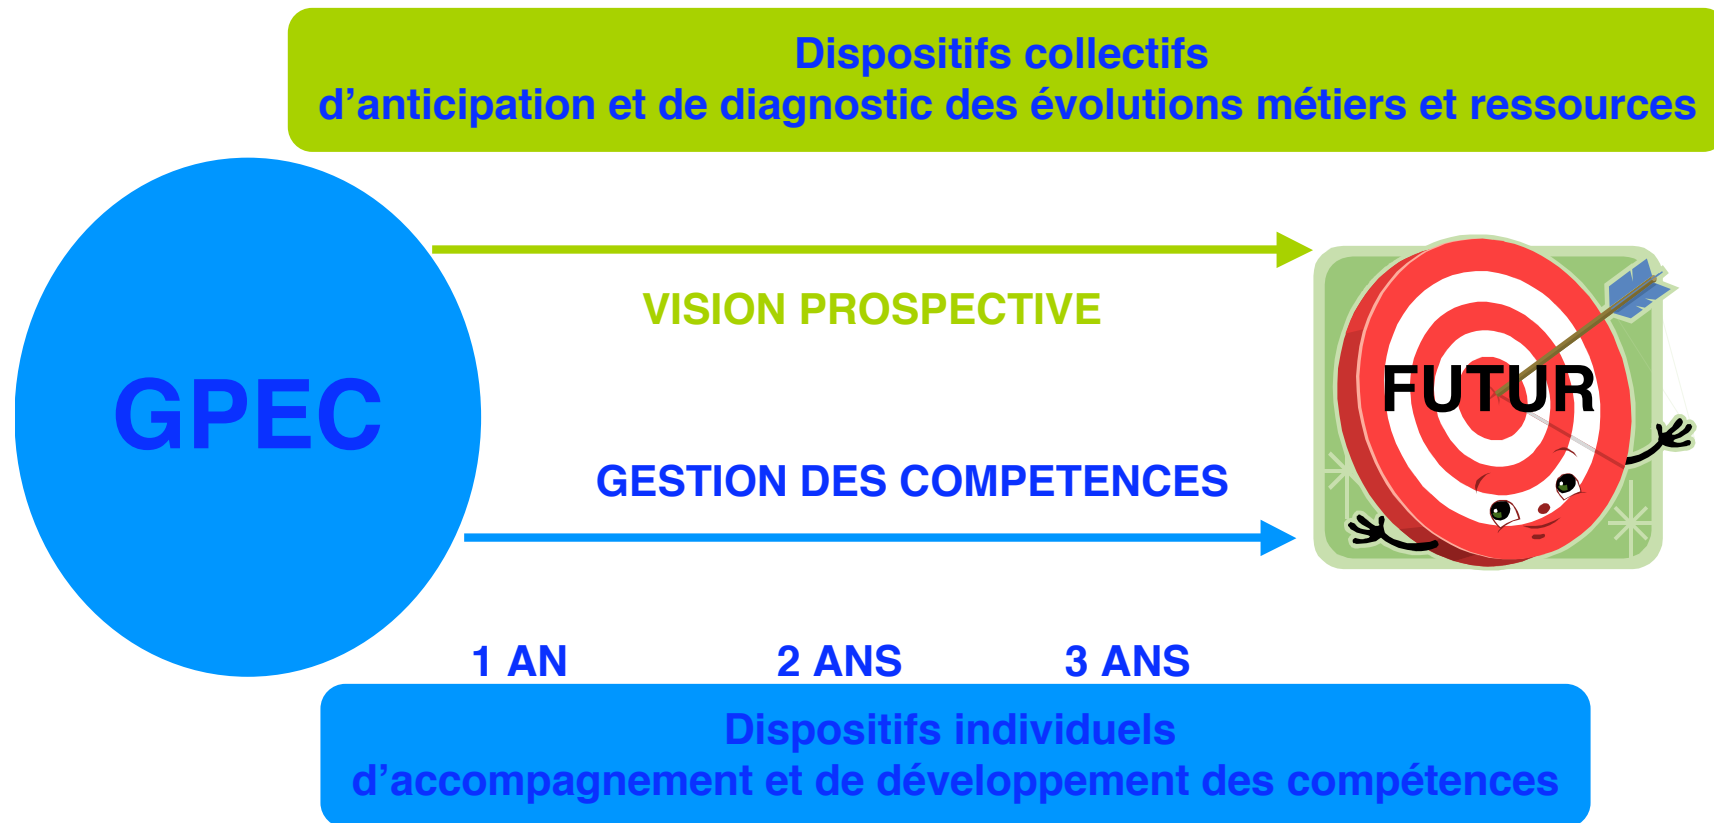 Dispositifs collectifs
d’anticipation et de diagnostic des évolutions métiers et ressources
VISION PROSPECTIVE
GPEC
FUTUR
GESTION DES COMPETENCES
1 AN
2 ANS
3 ANS
Dispositifs individuels
d’accompagnement et de développement des compétences